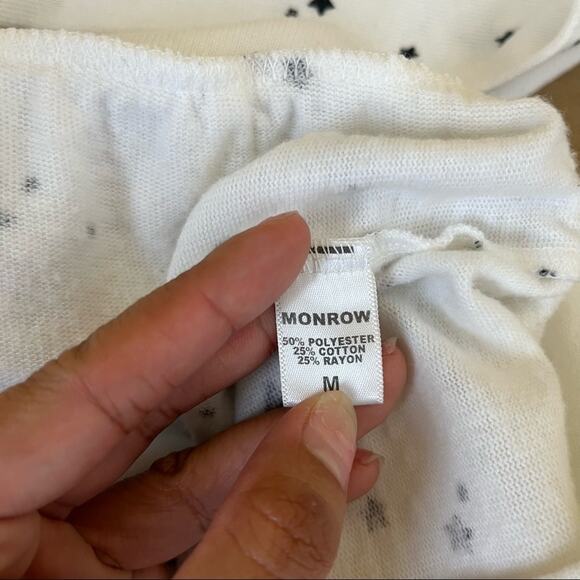 MONROW
50% POLYESTER
25% COTTON
25% RAYON
M